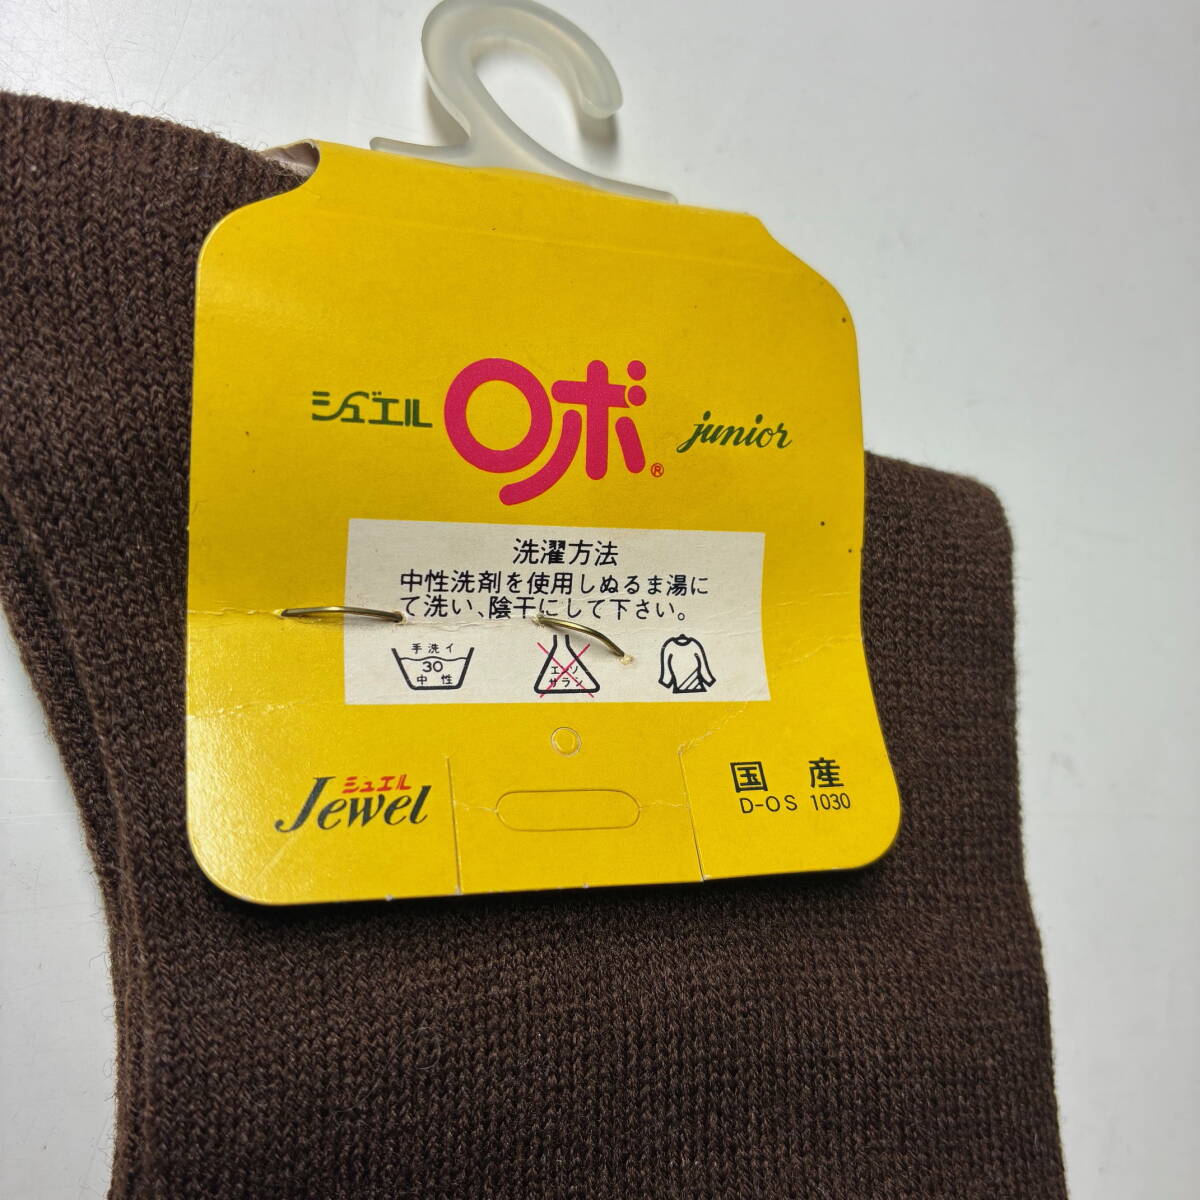 シュエル ロボ® junior
洗濯方法
中性洗剤を使用しぬるま湯に
て洗い、陰干にして下さい。
手洗イ
30
中性
エンソ
サラシ
シュエル
Jewel
国産
D-OS 1030